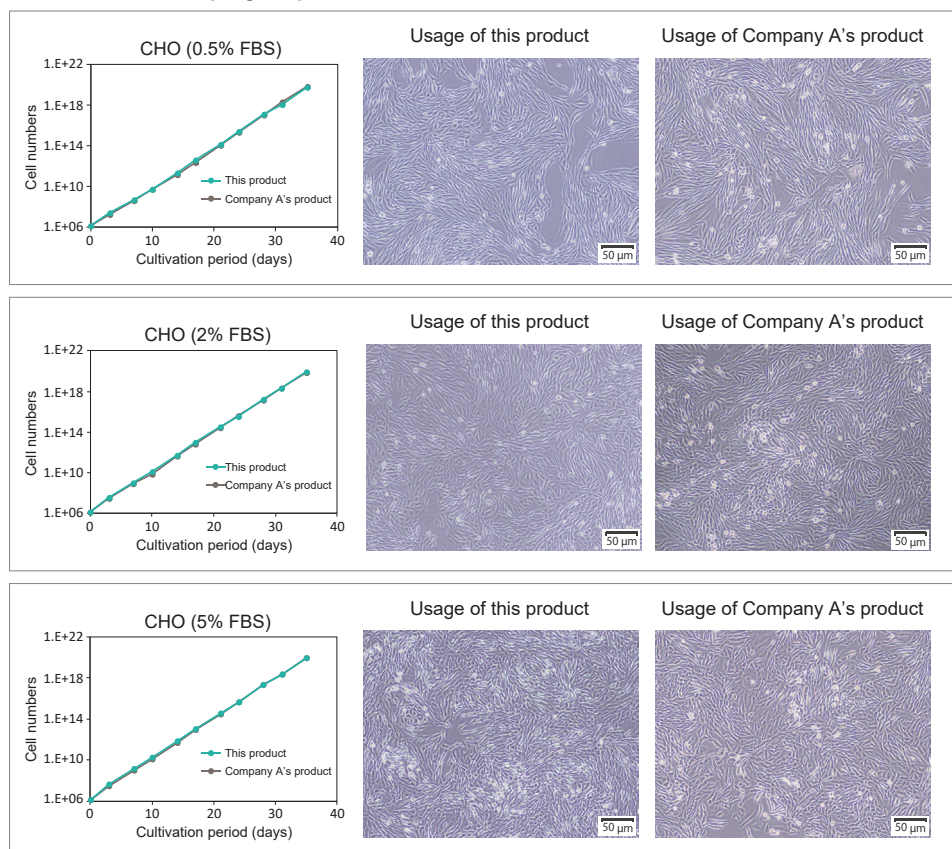 CHO (0.5% FBS)
Usage of this product
Usage of Company A's product
Cell numbers
1.E+22
1.E+18
1.E+14
1.E+10
1.E+06
This product
Company A's product
0
10
20
30
40
Cultivation period (days)
50 µm
50 µm
CHO (2% FBS)
Usage of this product
Usage of Company A's product
Cell numbers
1.E+22
1.E+18
1.E+14
1.E+10
1.E+06
This product
Company A's product
0
10
20
30
40
Cultivation period (days)
50 µm
50 µm
CHO (5% FBS)
Usage of this product
Usage of Company A's product
Cell numbers
1.E+22
1.E+18
1.E+14
1.E+10
1.E+06
This product
Company A's product
0
10
20
30
40
Cultivation period (days)
50 µm
50 µm